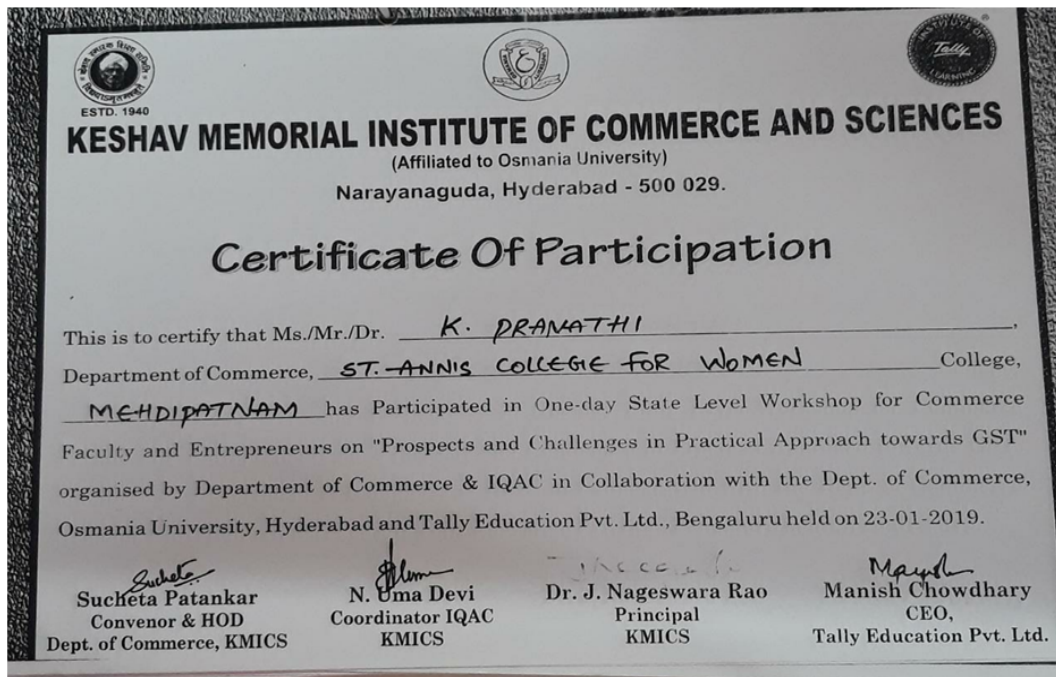 ESTD. 1940
Tally
LEARNING
KESHAV MEMORIAL INSTITUTE OF COMMERCE AND SCIENCES
(Affiliated to Osmania University)
Narayanaguda, Hyderabad - 500 029.
Certificate Of Participation
This is to certify that Ms./Mr./Dr. K. PRANATHI,
Department of Commerce, ST. ANNIS COLLEGE FOR WOMEN College,
MEHDIPATNAM has Participated in One-day State Level Workshop for Commerce
Faculty and Entrepreneurs on "Prospects and Challenges in Practical Approach towards GST"
organised by Department of Commerce & IQAC in Collaboration with the Dept. of Commerce,
Osmania University, Hyderabad and Tally Education Pvt. Ltd., Bengaluru held on 23-01-2019.
Sucheta
Sucheta Patankar N. Uma Devi Dr. J. Nageswara Rao Manish Chowdhary
Convenor & HOD Coordinator IQAC Principal CEO,
Dept. of Commerce, KMICS KMICS KMICS Tally Education Pvt. Ltd.